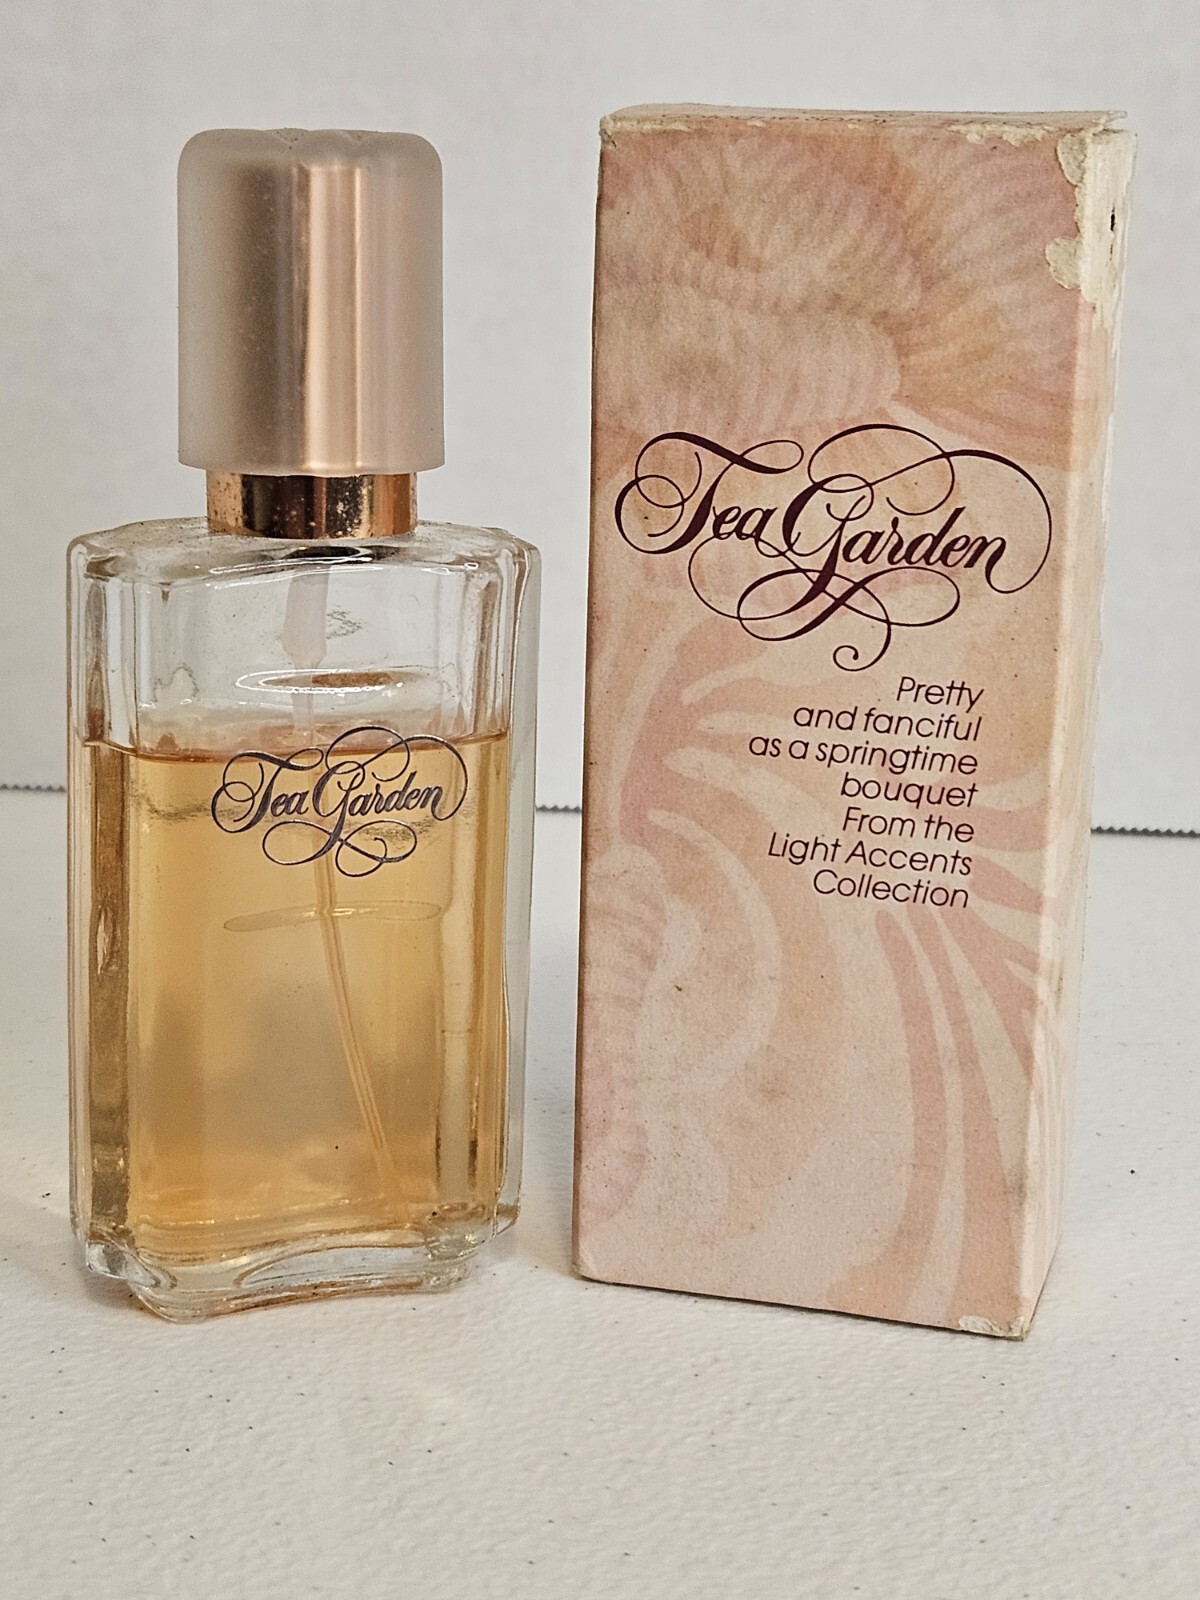 Tea Garden
Tea Garden
Pretty
and fanciful
as a springtime
bouquet
From the
Light Accents
Collection